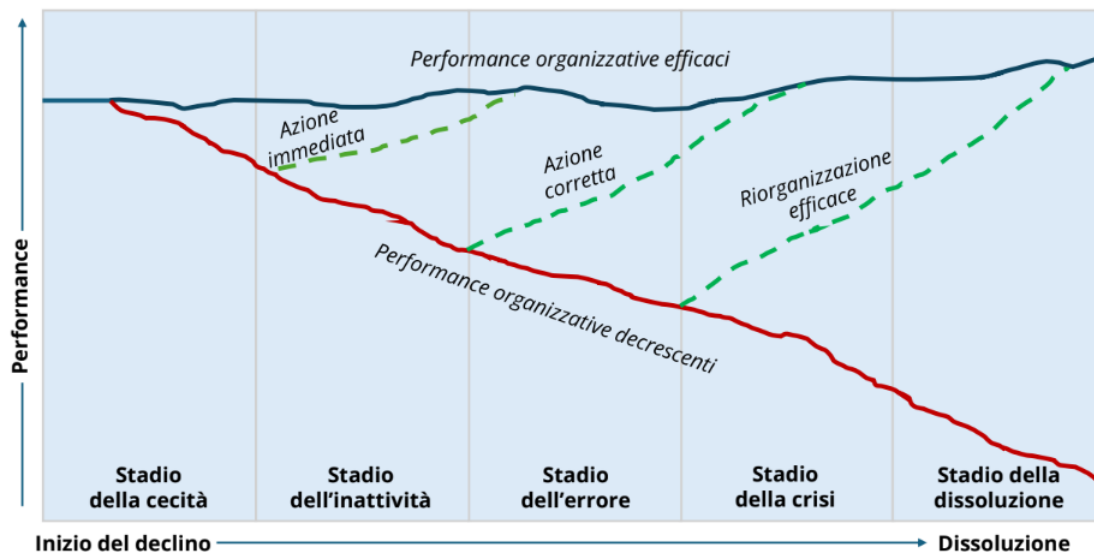 Performance organizzative efficaci
Azione
immediata
Azione
corretta
Riorganizzazione
efficace
Performance organizzative decrescenti
Performance
Stadio
della cecità
Stadio
dell’inattività
Stadio
dell’errore
Stadio
della crisi
Stadio della
dissoluzione
Inizio del declino
Dissoluzione